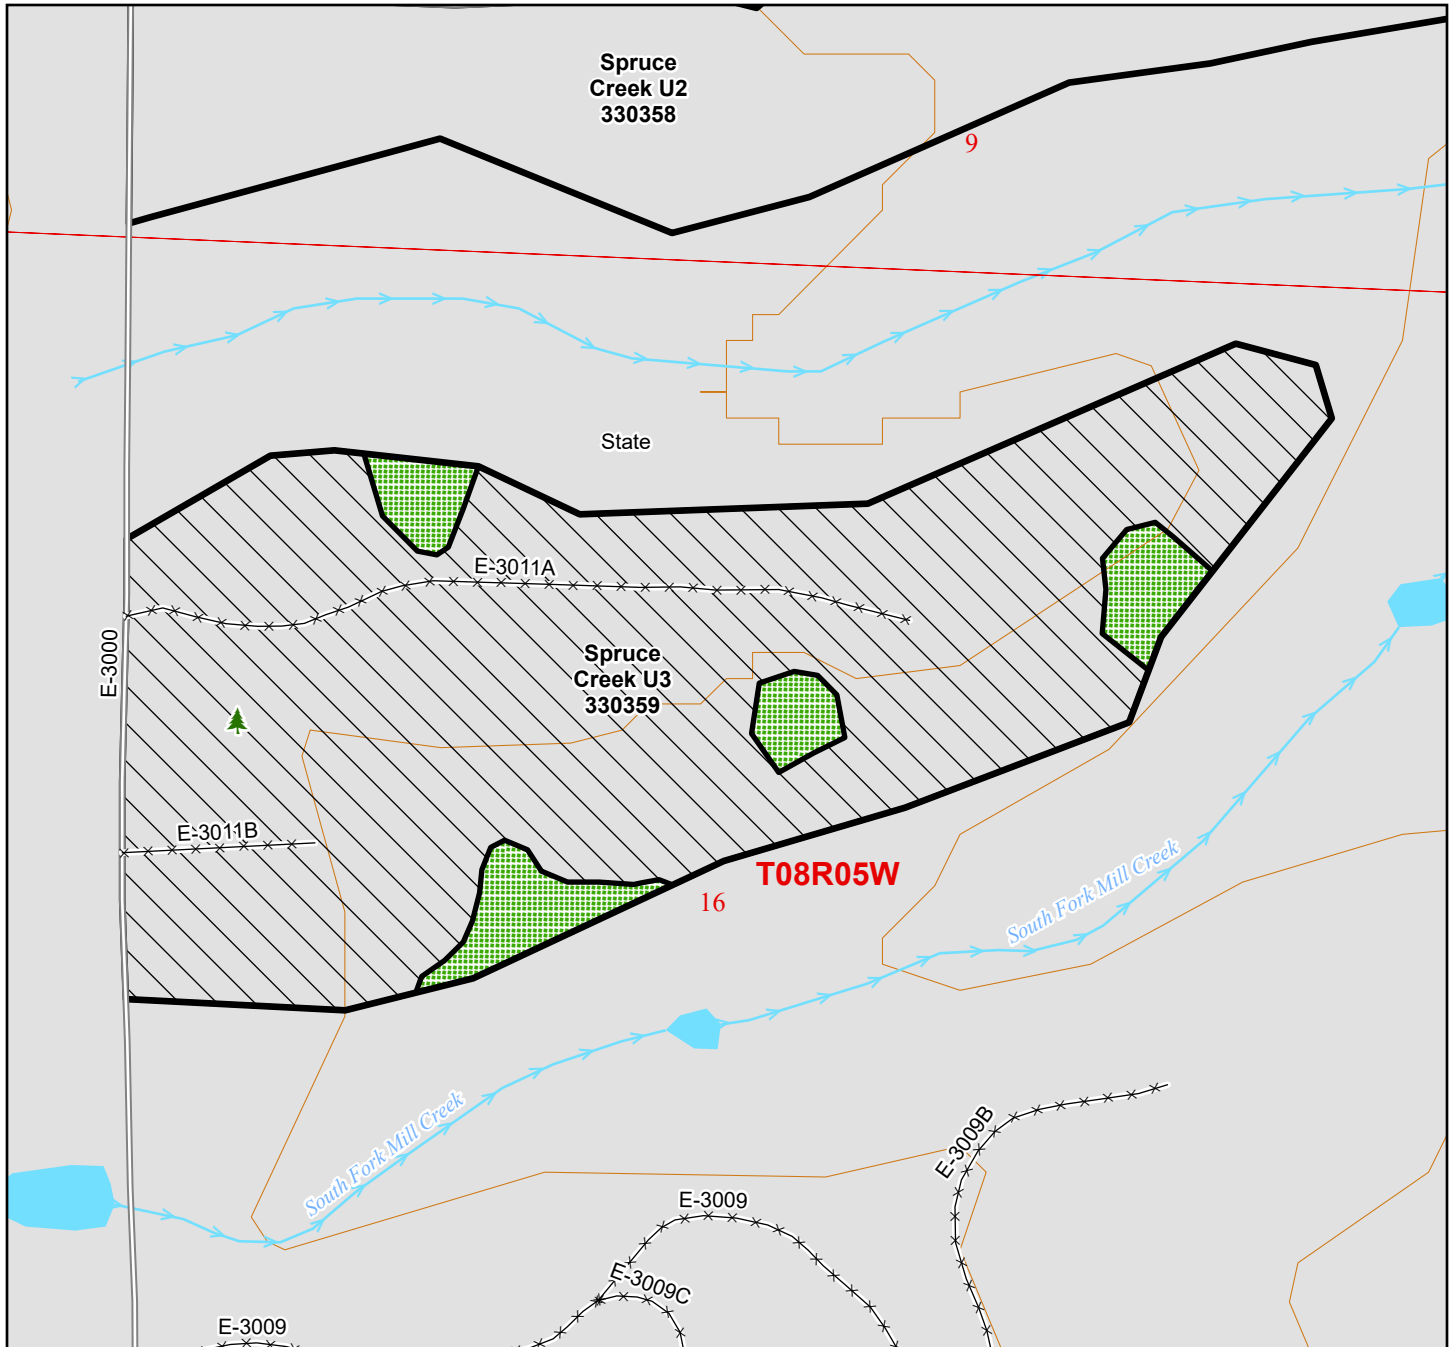 Spruce
Creek U2
330358
9
State
E-3011A
E-3000
Spruce
Creek U3
330359
E-3011B
T08R05W
16
South Fork Mill Creek
South Fork Mill Creek
E-3009B
E-3009
E-3009C
E-3009